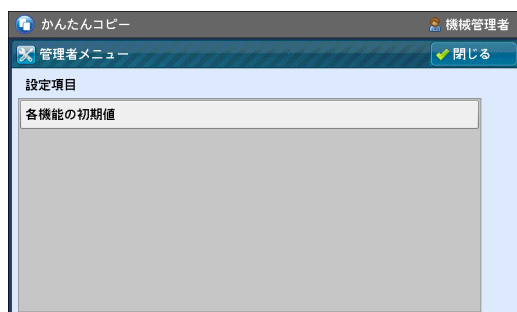 かんたんコピー 機械管理者
管理者メニュー 閉じる
設定項目
各機能の初期値